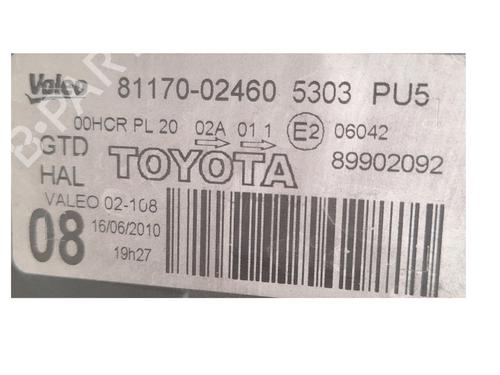 Valeo 81170-02460 5303 PU5
00HCR PL 20 02A 01 1 E2 06042
GTD TOYOTA 89902092
HAL
VALEO 02-108
08 16/06/2010
19h27
B-PARTS